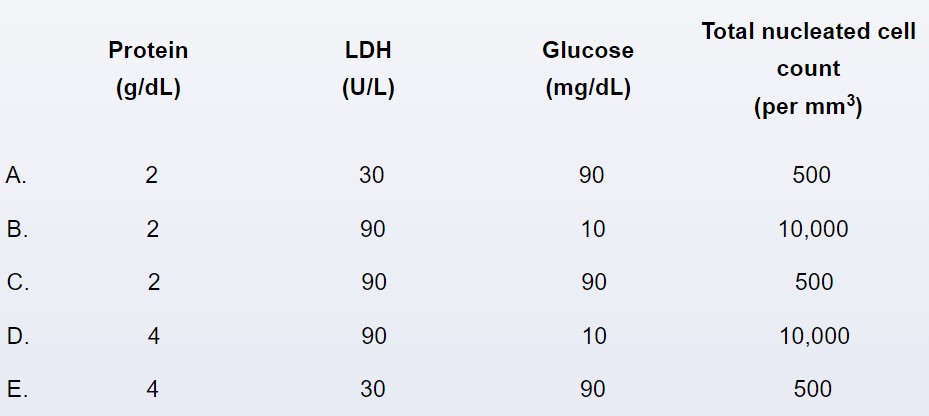 Protein
(g/dL)
LDH
(U/L)
Glucose
(mg/dL)
Total nucleated cell
count
(per mm³)
A. 2 30 90 500
B. 2 90 10 10,000
C. 2 90 90 500
D. 4 90 10 10,000
E. 4 30 90 500